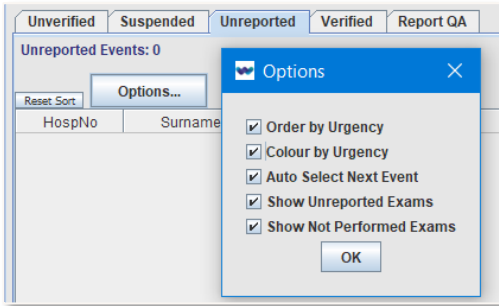 Unverified Suspended Unreported Verified Report QA
Unreported Events: 0
Reset Sort Options...
HospNo Surname
Options
Order by Urgency
Colour by Urgency
Auto Select Next Event
Show Unreported Exams
Show Not Performed Exams
OK